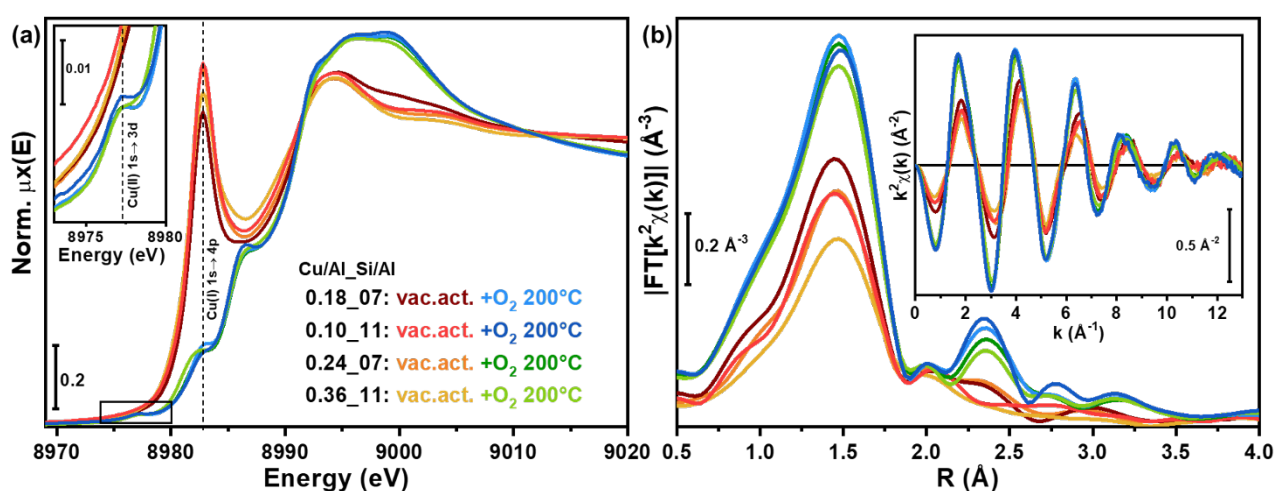 (a)
Norm. μx(E)
0.01
Cu(II) 1s→ 3d
8975 8980
Energy (eV)
Cu(I) 1s→ 4p
0.2
Cu/Al_Si/Al
0.18_07: vac.act. +O₂ 200°C
0.10_11: vac.act. +O₂ 200°C
0.24_07: vac.act. +O₂ 200°C
0.36_11: vac.act. +O₂ 200°C
8970 8980 8990 9000 9010 9020
Energy (eV)
(b)
|FT[k²χ(k)]| (Å⁻³)
0.2 Å⁻³
k²χ(k) (Å⁻²)
0.5 Å⁻²
0 2 4 6 8 10 12
k (Å⁻¹)
0.5 1.0 1.5 2.0 2.5 3.0 3.5 4.0
R (Å)